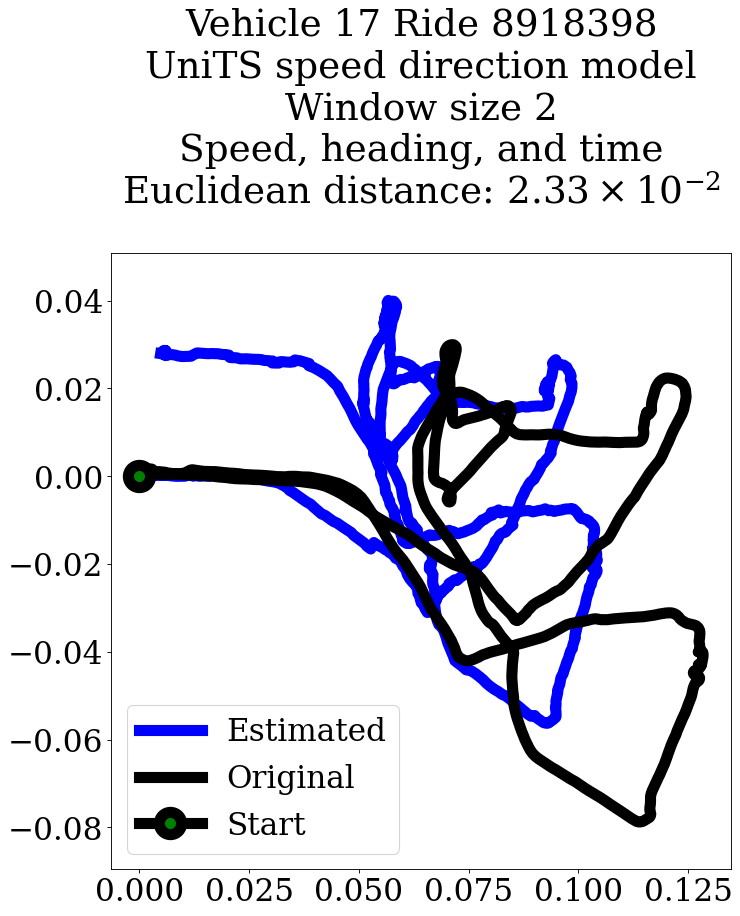 Vehicle 17 Ride 8918398
UniTS speed direction model
Window size 2
Speed, heading, and time
Euclidean distance: 2.33 × 10⁻²
0.04
0.02
0.00
−0.02
−0.04
−0.06
−0.08
Estimated
Original
Start
0.000 0.025 0.050 0.075 0.100 0.125